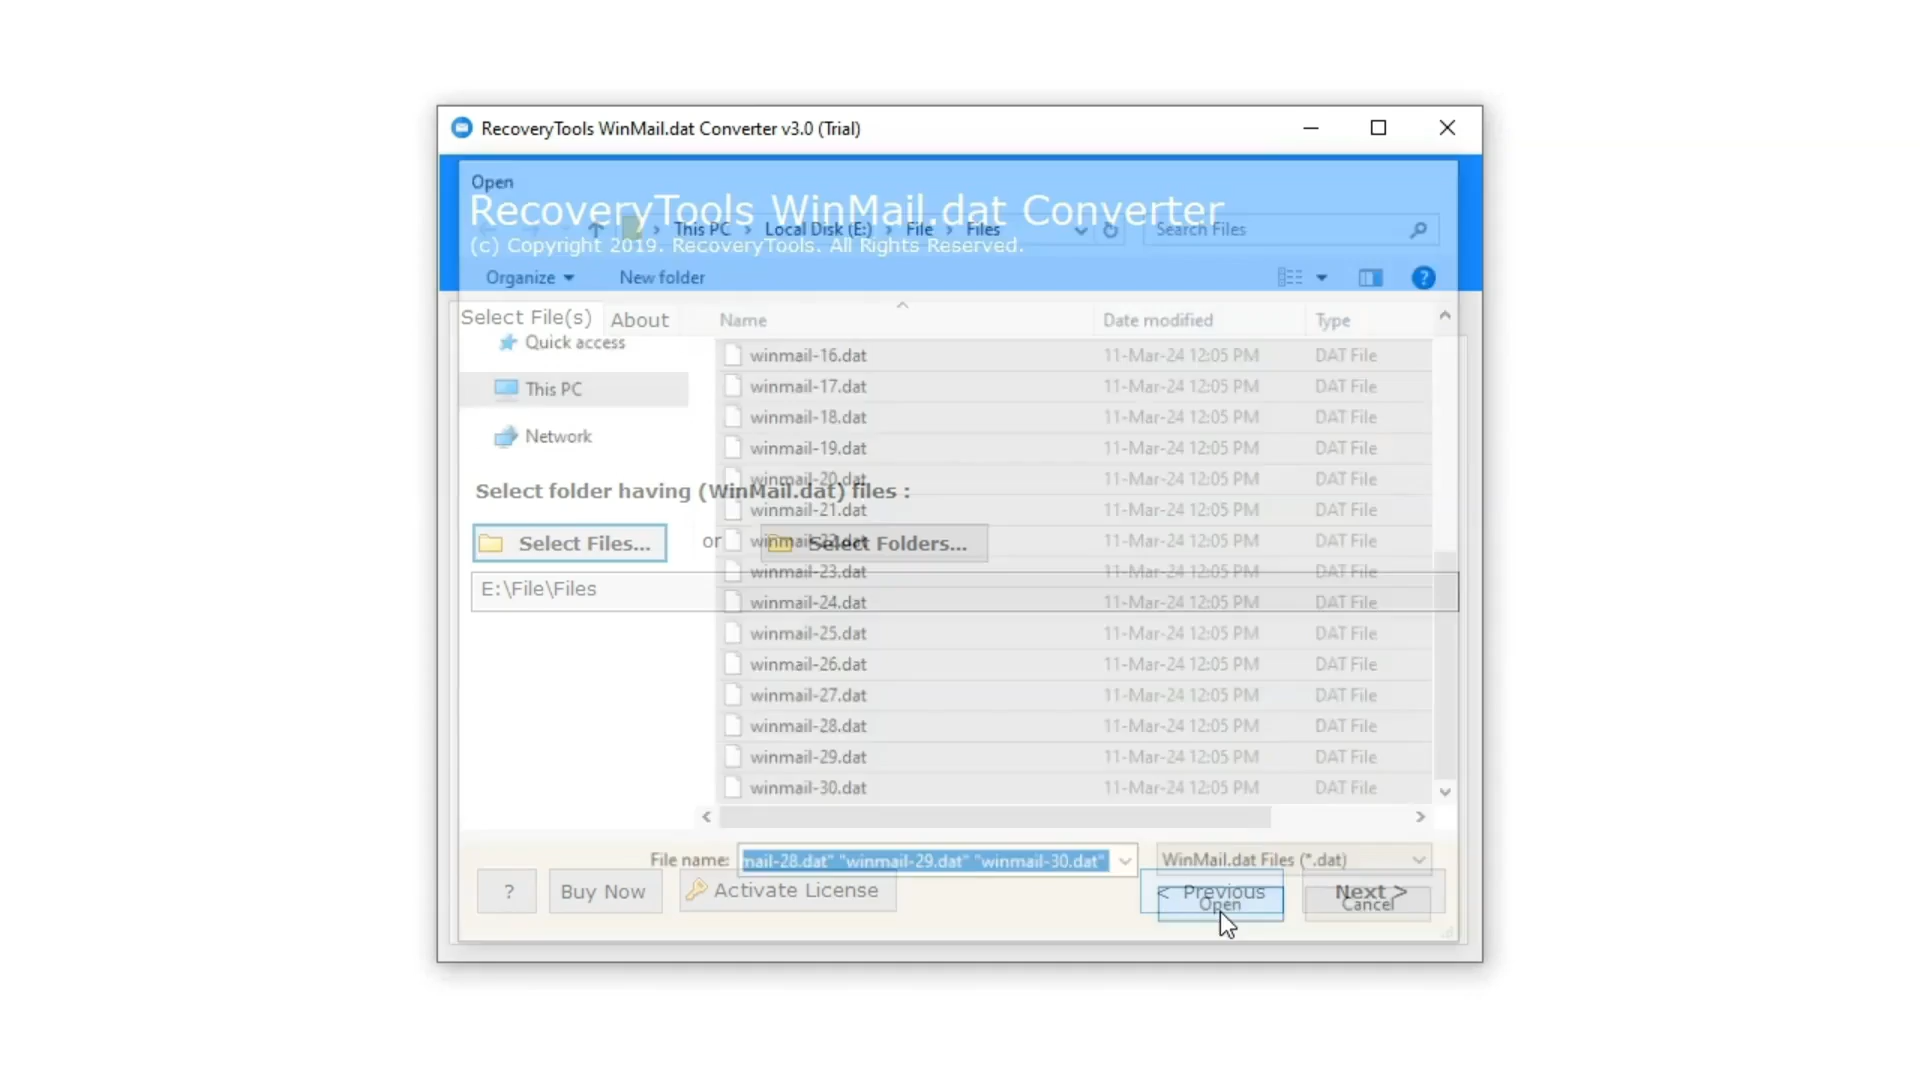 RecoveryTools WinMail.dat Converter v3.0 (Trial)
Open
RecoveryTools WinMail.dat Converter
This PC > Local Disk (E:) > File > Files
Search Files
(c) Copyright 2019. RecoveryTools. All Rights Reserved.
Organize New folder
?
Select File(s) About
Name Date modified Type
Quick access
This PC
Network
winmail-16.dat 11-Mar-24 12:05 PM DAT File
winmail-17.dat 11-Mar-24 12:05 PM DAT File
winmail-18.dat 11-Mar-24 12:05 PM DAT File
winmail-19.dat 11-Mar-24 12:05 PM DAT File
winmail-20.dat 11-Mar-24 12:05 PM DAT File
Select folder having (WinMail.dat) files :
winmail-21.dat 11-Mar-24 12:05 PM DAT File
winmail-22.dat 11-Mar-24 12:05 PM DAT File
Select Files... or Select Folders...
winmail-23.dat 11-Mar-24 12:05 PM DAT File
E:\File\Files
winmail-24.dat 11-Mar-24 12:05 PM DAT File
winmail-25.dat 11-Mar-24 12:05 PM DAT File
winmail-26.dat 11-Mar-24 12:05 PM DAT File
winmail-27.dat 11-Mar-24 12:05 PM DAT File
winmail-28.dat 11-Mar-24 12:05 PM DAT File
winmail-29.dat 11-Mar-24 12:05 PM DAT File
winmail-30.dat 11-Mar-24 12:05 PM DAT File
File name: mail-28.dat" "winmail-29.dat" "winmail-30.dat" WinMail.dat Files (*.dat)
? Buy Now Activate License < Previous Next >
Open Cancel